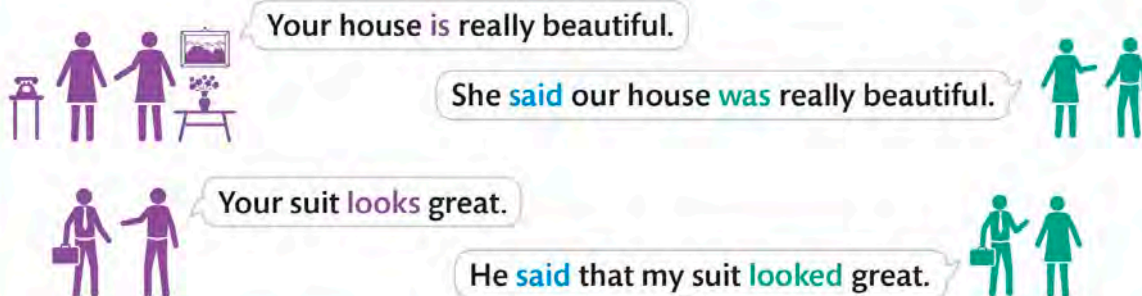 Your house is really beautiful.
She said our house was really beautiful.
Your suit looks great.
He said that my suit looked great.